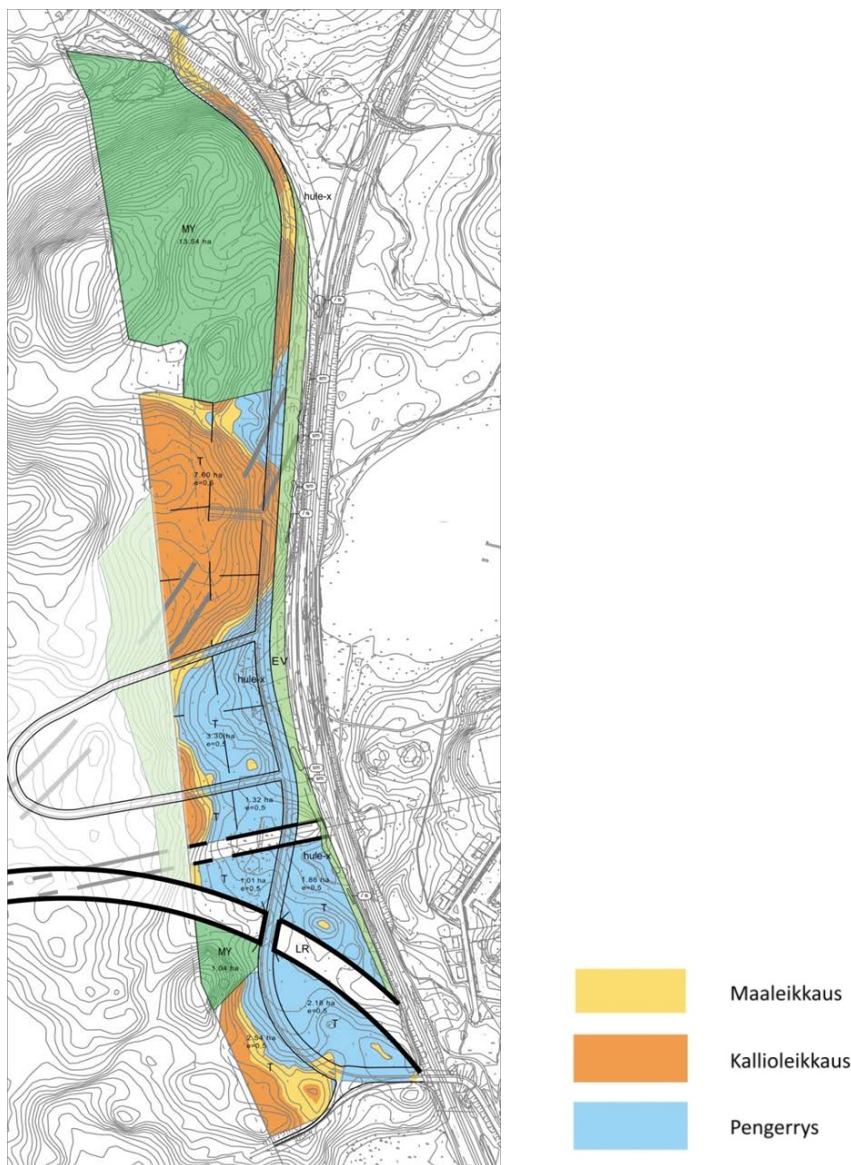 hule-x
MY
13.54 ha
T
7.60 ha
e=0,5
EV
hule-x
T
3.30 ha
e=0,5
1.32 ha
e=0,5
T
hule-x
1.01 ha
e=0,5
T
1.86 ha
e=0,5
T
LR
MY
1.04 ha
2.18 ha
e=0,5
T
2.54 ha
e=0,5
T
Maaleikkaus
Kallioleikkaus
Pengerrys